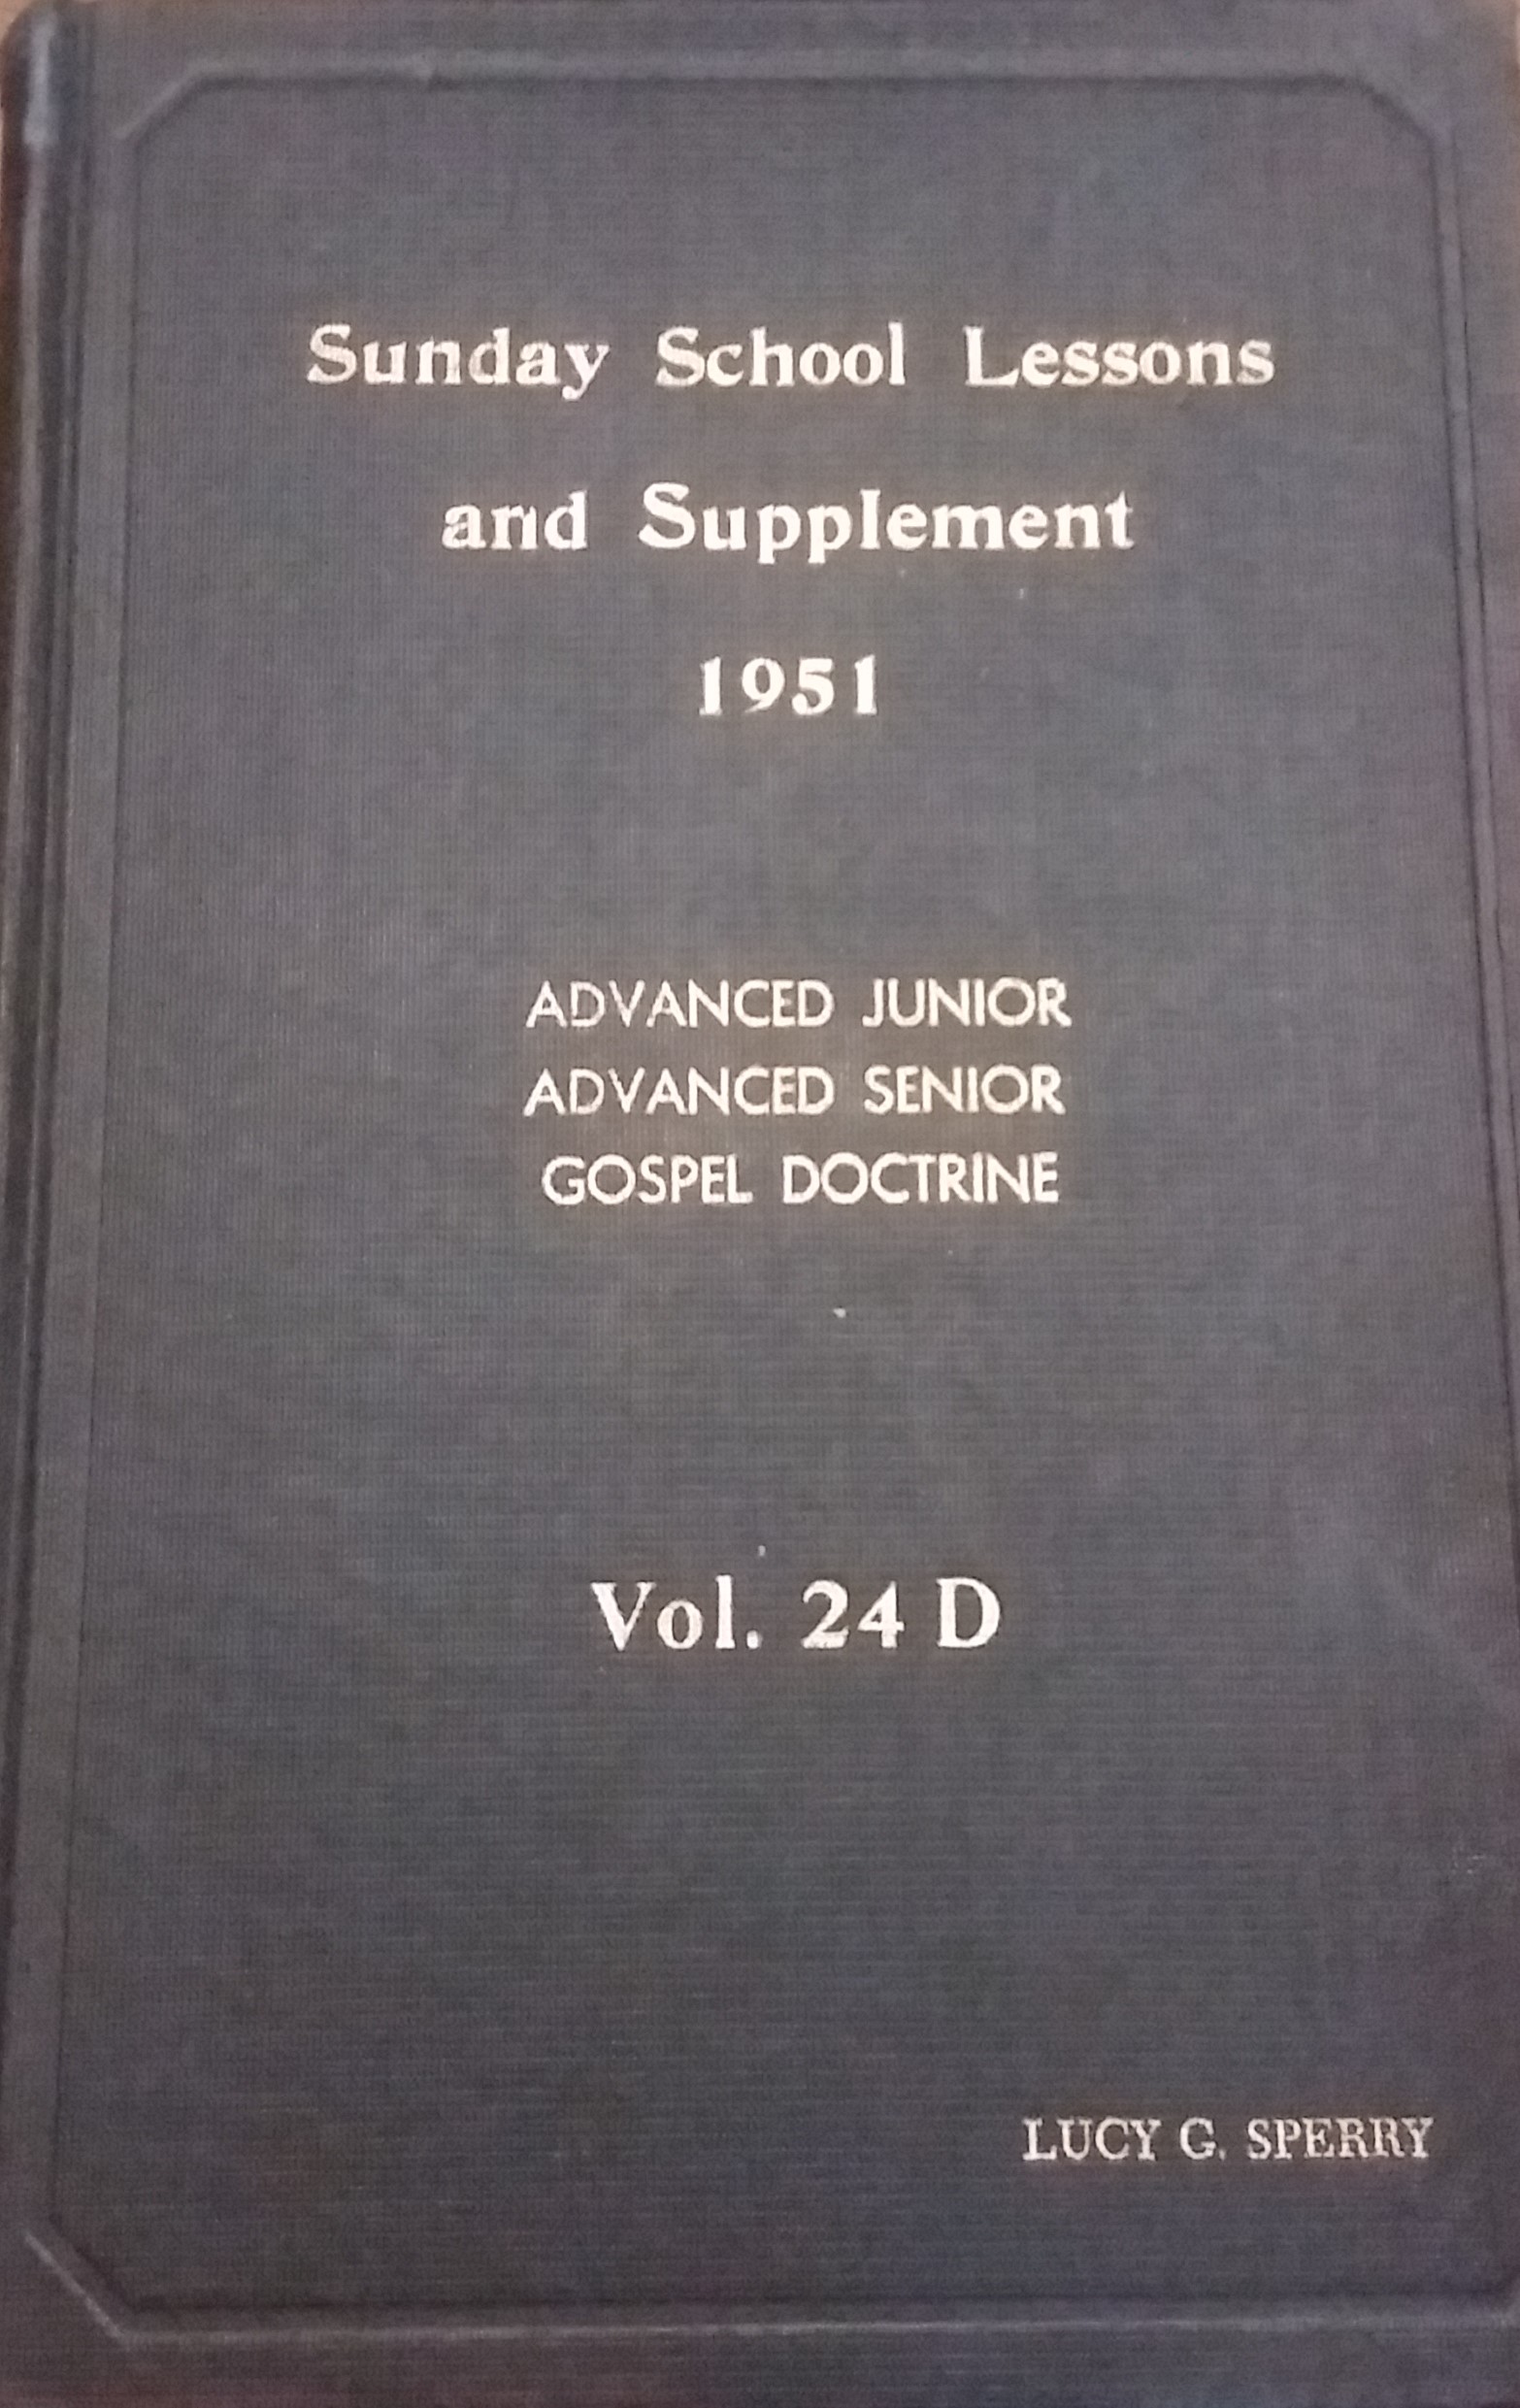 Sunday School Lessons
and Supplement
1951
ADVANCED JUNIOR
ADVANCED SENIOR
GOSPEL DOCTRINE
Vol. 24 D
LUCY G. SPERRY